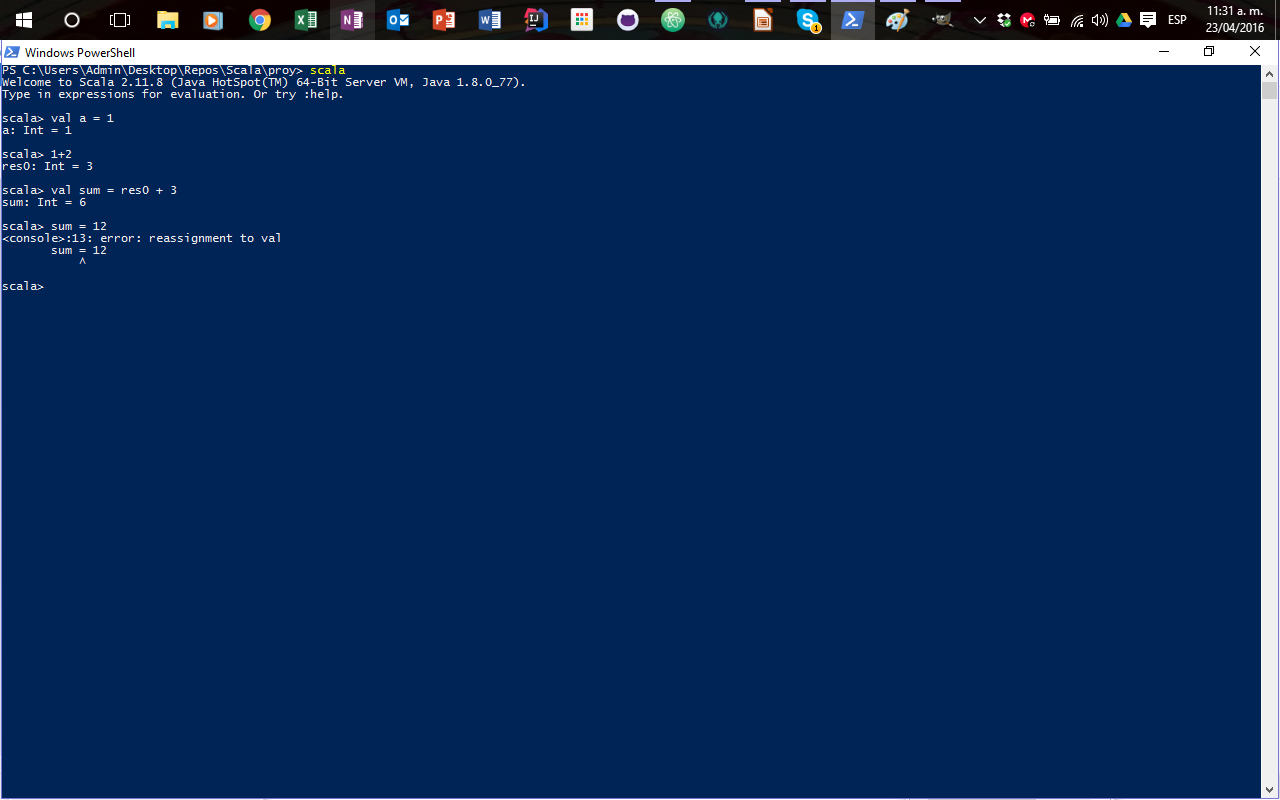 11:31 a. m.
ESP
23/04/2016
Windows PowerShell
PS C:\Users\Admin\Desktop\Repos\Scala\proy> scala
Welcome to Scala 2.11.8 (Java HotSpot(TM) 64-Bit Server VM, Java 1.8.0_77).
Type in expressions for evaluation. Or try :help.
scala> val a = 1
a: Int = 1
scala> 1+2
res0: Int = 3
scala> val sum = res0 + 3
sum: Int = 6
scala> sum = 12
<console>:13: error: reassignment to val
       sum = 12
           ^
scala>